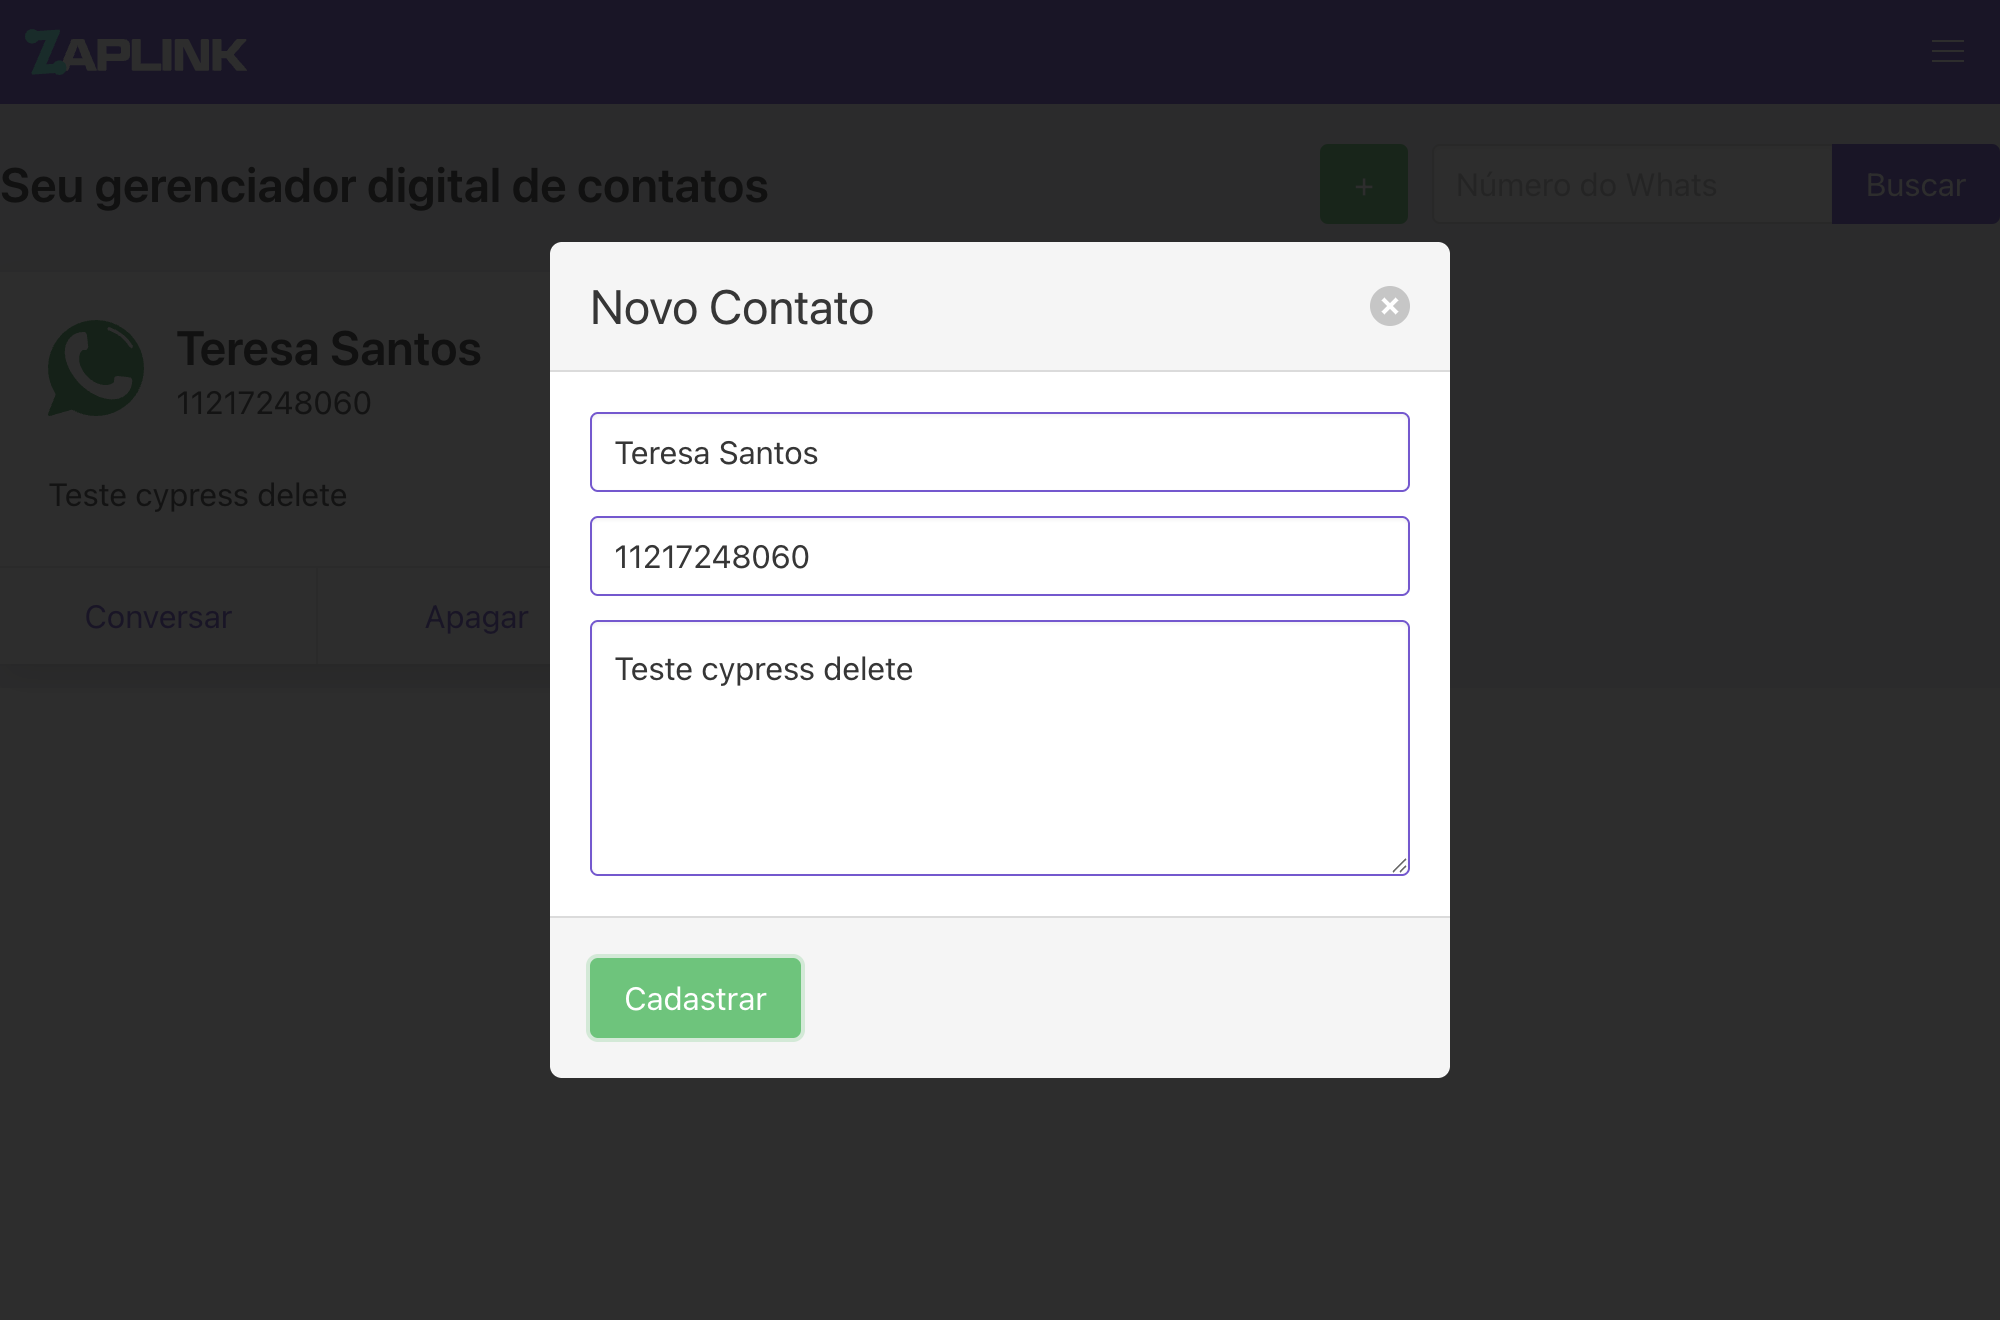 ZAPLINK
Seu gerenciador digital de contatos
+
Número do Whats
Buscar
Teresa Santos
11217248060
Teste cypress delete
Conversar
Apagar
Novo Contato
Teresa Santos
11217248060
Teste cypress delete
Cadastrar